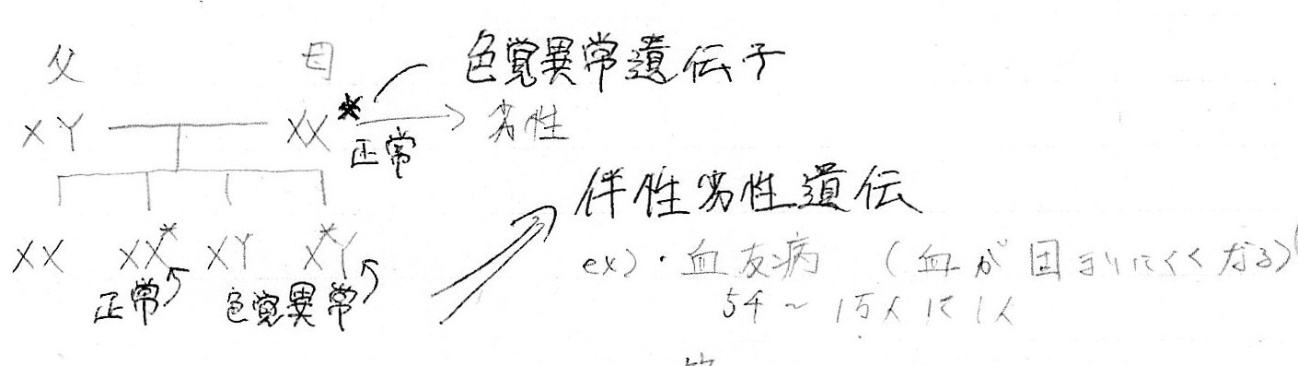 父 母 色覚異常遺伝子
XY XX* → 劣性
正常
伴性劣性遺伝
XX XX* XY X*Y
ex)・血友病 (血が固まりにくくなる)
正常 色覚異常
5千~1万人に1人